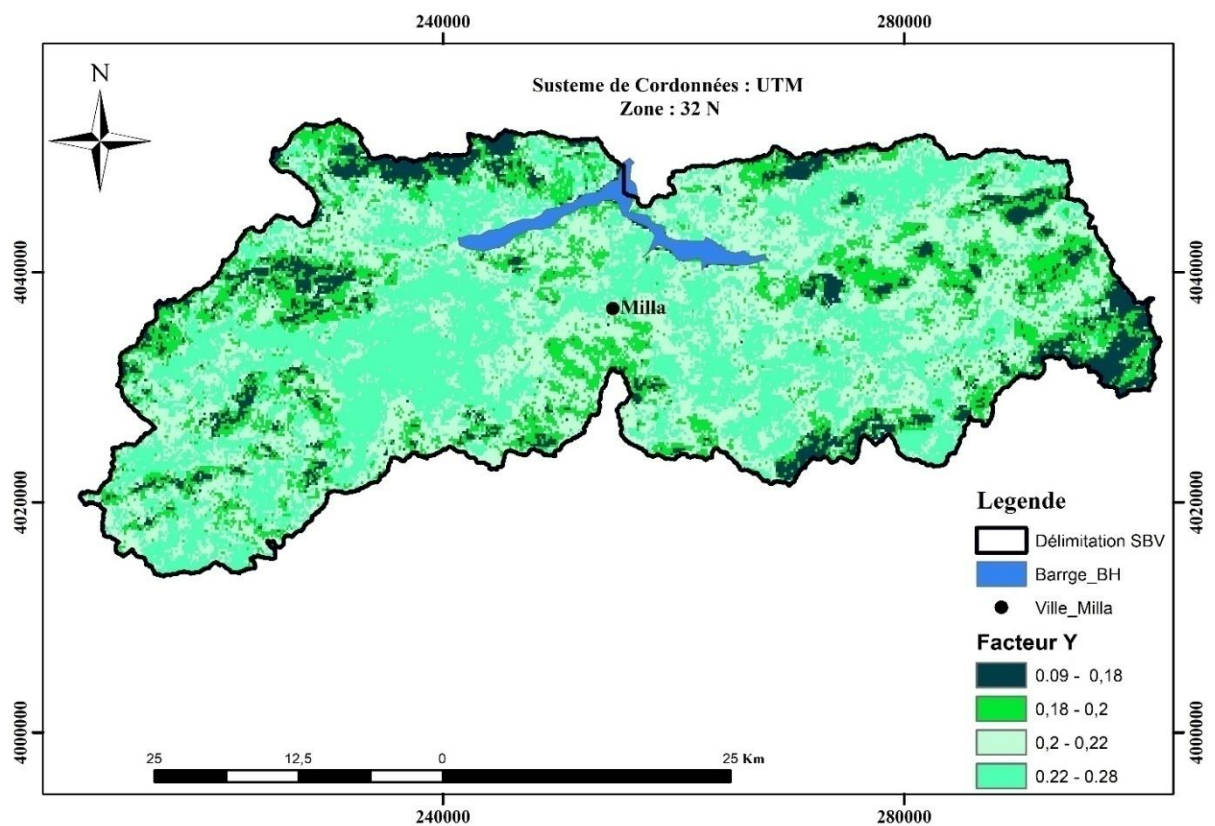 240000
280000
N
Susteme de Cordonnées : UTM
Zone : 32 N
4040000
4040000
Milla
4020000
4020000
Legende
Délimitation SBV
Barrge_BH
Ville_Milla
Facteur Y
0.09 - 0,18
0,18 - 0,2
0,2 - 0,22
0.22 - 0.28
4000000
4000000
25 12,5 0 25 Km
240000
280000